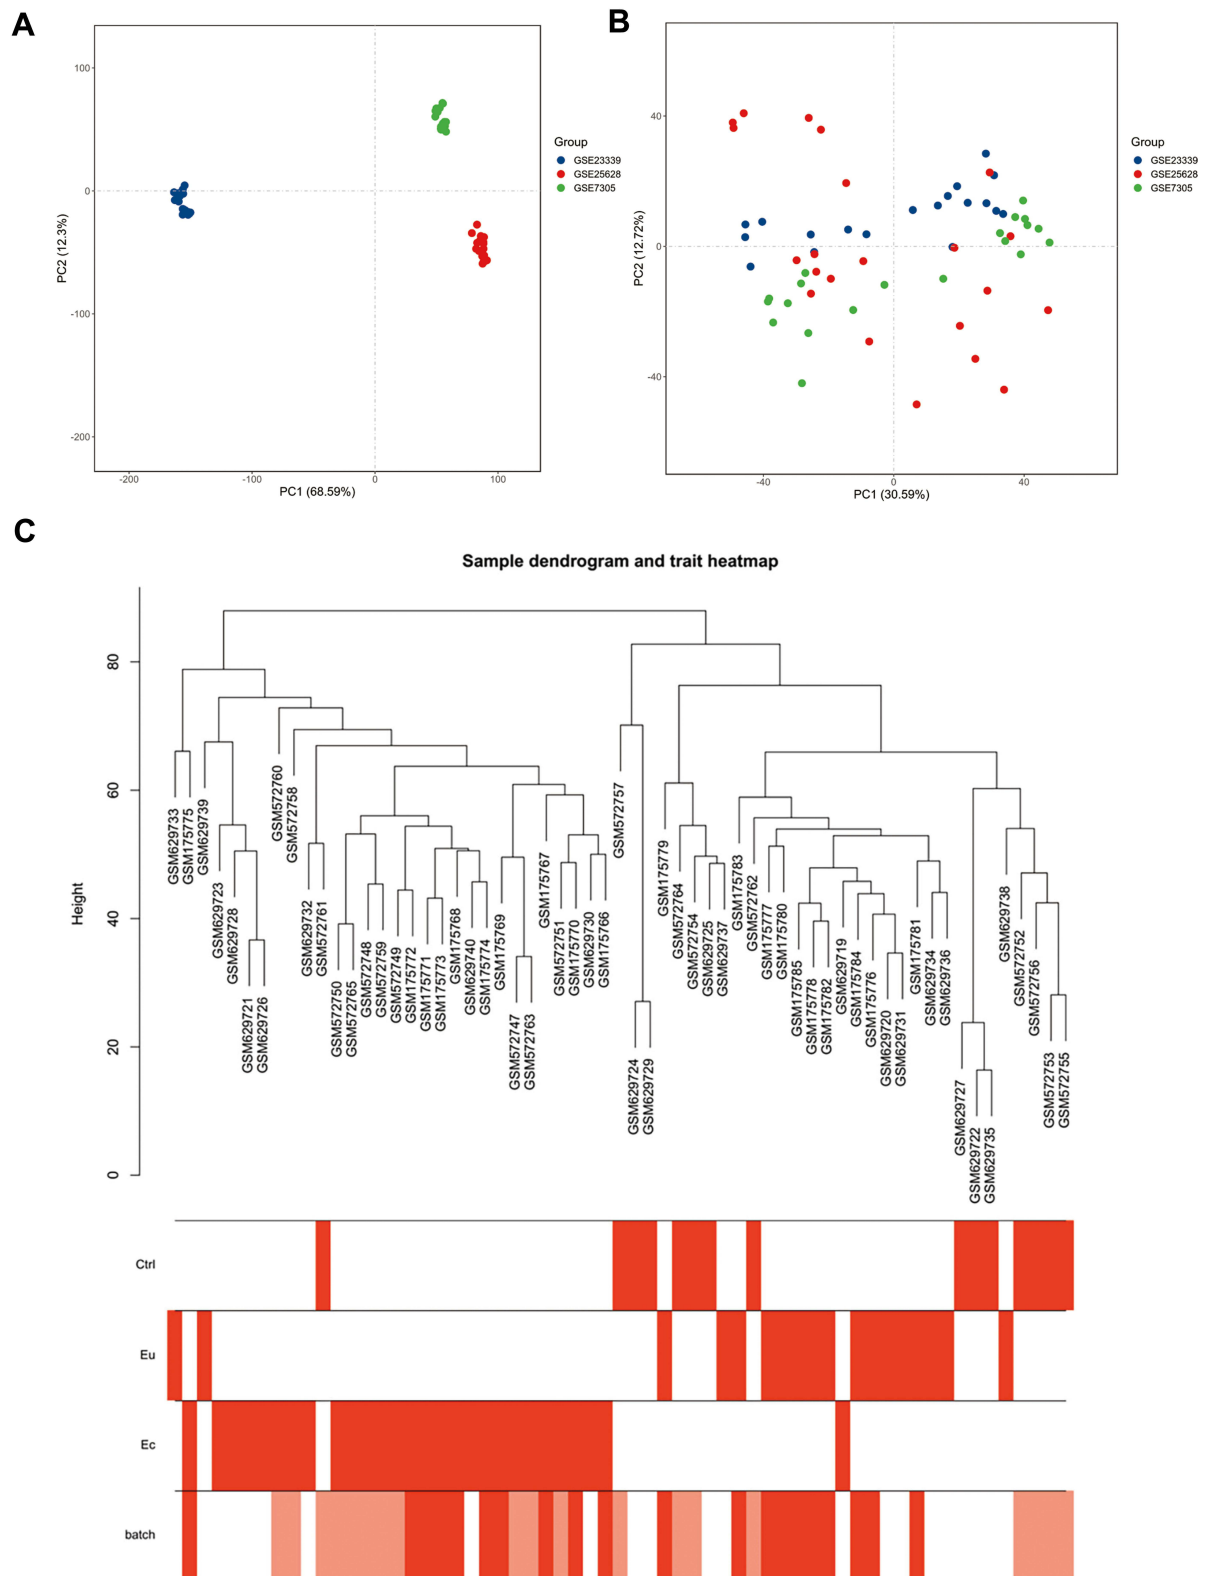 A
100
0
-100
-200
PC2 (12.3%)
-200
-100
0
100
PC1 (68.59%)
Group
GSE23339
GSE25628
GSE7305
B
40
0
-40
PC2 (12.72%)
-40
0
40
PC1 (30.59%)
Group
GSE23339
GSE25628
GSE7305
C
Sample dendrogram and trait heatmap
Height
80
60
40
20
0
GSM629733
GSM175775
GSM629739
GSM629723
GSM629728
GSM629721
GSM629726
GSM572760
GSM572758
GSM629732
GSM572761
GSM572750
GSM572765
GSM572748
GSM572759
GSM572749
GSM175772
GSM175771
GSM175773
GSM175768
GSM629740
GSM175774
GSM175769
GSM572747
GSM572763
GSM175767
GSM572751
GSM175770
GSM629730
GSM175766
GSM572757
GSM629724
GSM629729
GSM175779
GSM572764
GSM572754
GSM629725
GSM629737
GSM175783
GSM572762
GSM175777
GSM175780
GSM175785
GSM175778
GSM175782
GSM629719
GSM175784
GSM175776
GSM629720
GSM629731
GSM175781
GSM629734
GSM629736
GSM629727
GSM629722
GSM629735
GSM629738
GSM572752
GSM572756
GSM572753
GSM572755
Ctrl
Eu
Ec
batch